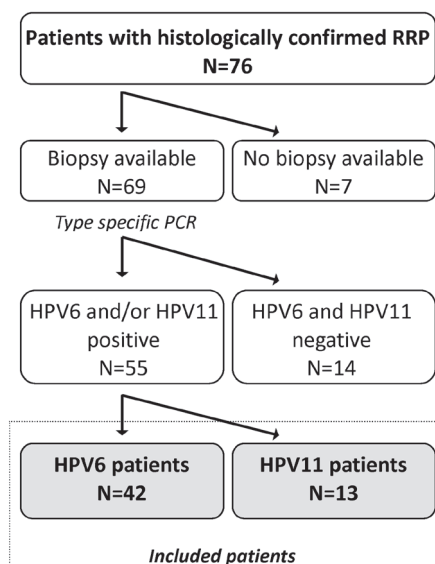 Patients with histologically confirmed RRP
N=76
Biopsy available
N=69
No biopsy available
N=7
Type specific PCR
HPV6 and/or HPV11
positive
N=55
HPV6 and HPV11
negative
N=14
HPV6 patients
N=42
HPV11 patients
N=13
Included patients